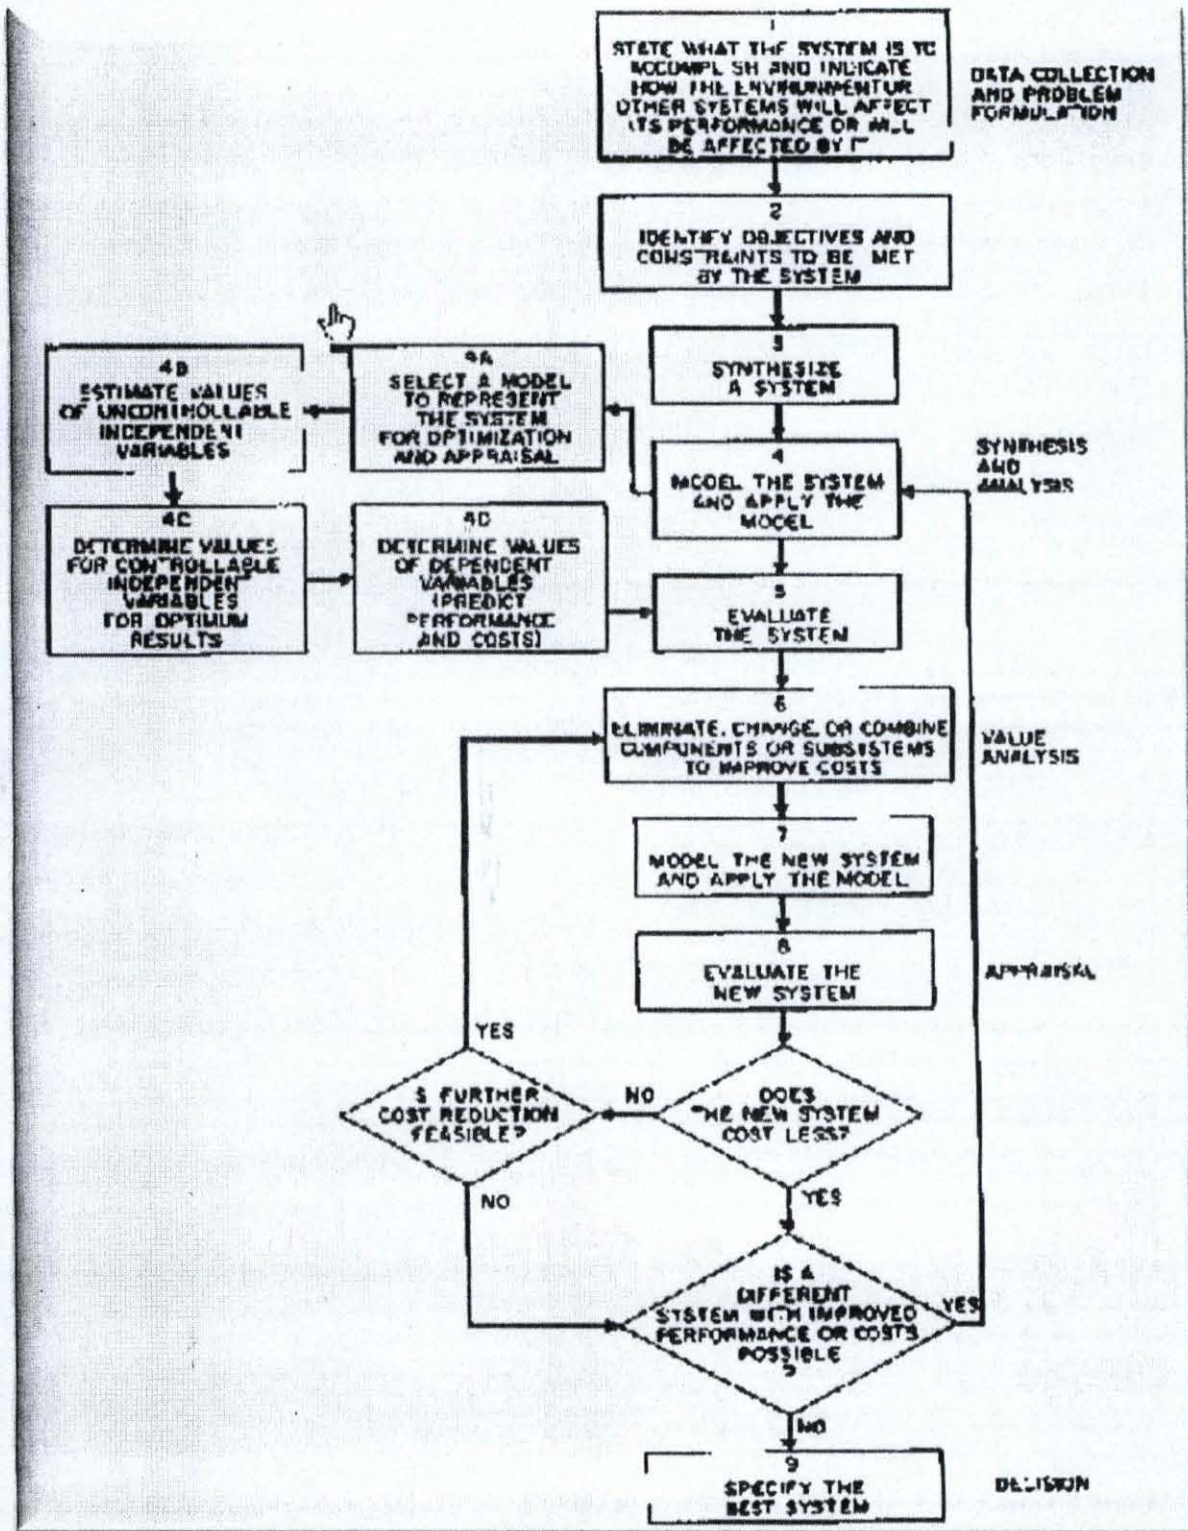 1
STATE WHAT THE SYSTEM IS TO
ACCOMPL SH AND INDICATE
HOW THE ENVIRONMENT OR
OTHER SYSTEMS WILL AFFECT
ITS PERFORMANCE OR WILL
BE AFFECTED BY IT
DATA COLLECTION
AND PROBLEM
FORMULATION
2
IDENTIFY OBJECTIVES AND
CONSTRAINTS TO BE MET
BY THE SYSTEM
3
SYNTHESIZE
A SYSTEM
4B
ESTIMATE VALUES
OF UNCONTROLLABLE
INDEPENDENT
VARIABLES
4A
SELECT A MODEL
TO REPRESENT
THE SYSTEM
FOR OPTIMIZATION
AND APPRAISAL
4
MODEL THE SYSTEM
AND APPLY THE
MODEL
SYNTHESIS
AND
ANALYSIS
4C
DETERMINE VALUES
FOR CONTROLLABLE
INDEPENDENT
VARIABLES
FOR OPTIMUM
RESULTS
4D
DETERMINE VALUES
OF DEPENDENT
VARIABLES
(PREDICT
PERFORMANCE
AND COSTS)
5
EVALUATE
THE SYSTEM
6
ELIMINATE, CHANGE, OR COMBINE
COMPONENTS OR SUBSYSTEMS
TO IMPROVE COSTS
VALUE
ANALYSIS
7
MODEL THE NEW SYSTEM
AND APPLY THE MODEL
8
EVALUATE THE
NEW SYSTEM
APPRAISAL
YES
IS FURTHER
COST REDUCTION
FEASIBLE?
NO
DOES
THE NEW SYSTEM
COST LESS?
NO
YES
IS A
DIFFERENT
SYSTEM WITH IMPROVED
PERFORMANCE OR COSTS
POSSIBLE
?
YES
NO
9
SPECIFY THE
BEST SYSTEM
DECISION